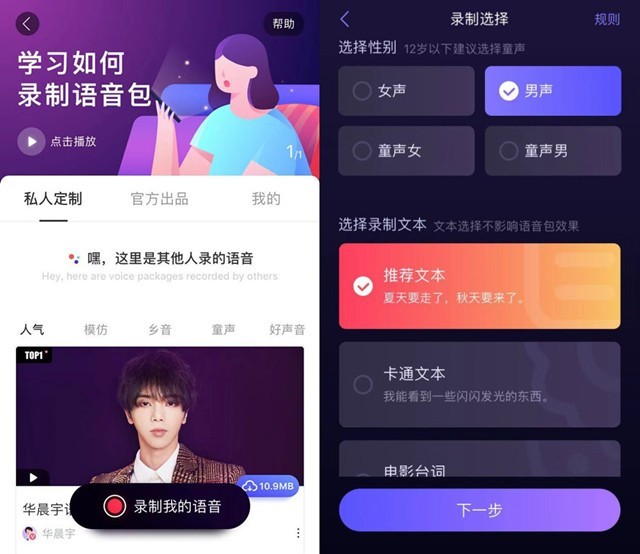 帮助
学习如何
录制语音包
点击播放
1/1
私人定制
官方出品
我的
嘿，这里是其他人录的语音
Hey, here are voice packages recorded by others
人气
模仿
乡音
童声
好声音
TOP1
10.9MB
华晨宇
录制我的语音
华晨宇
录制选择
规则
选择性别
12岁以下建议选择童声
女声
男声
童声女
童声男
选择录制文本
文本选择不影响语音包效果
推荐文本
夏天要走了，秋天要来了。
卡通文本
我能看到一些闪闪发光的东西。
电影台词
下一步